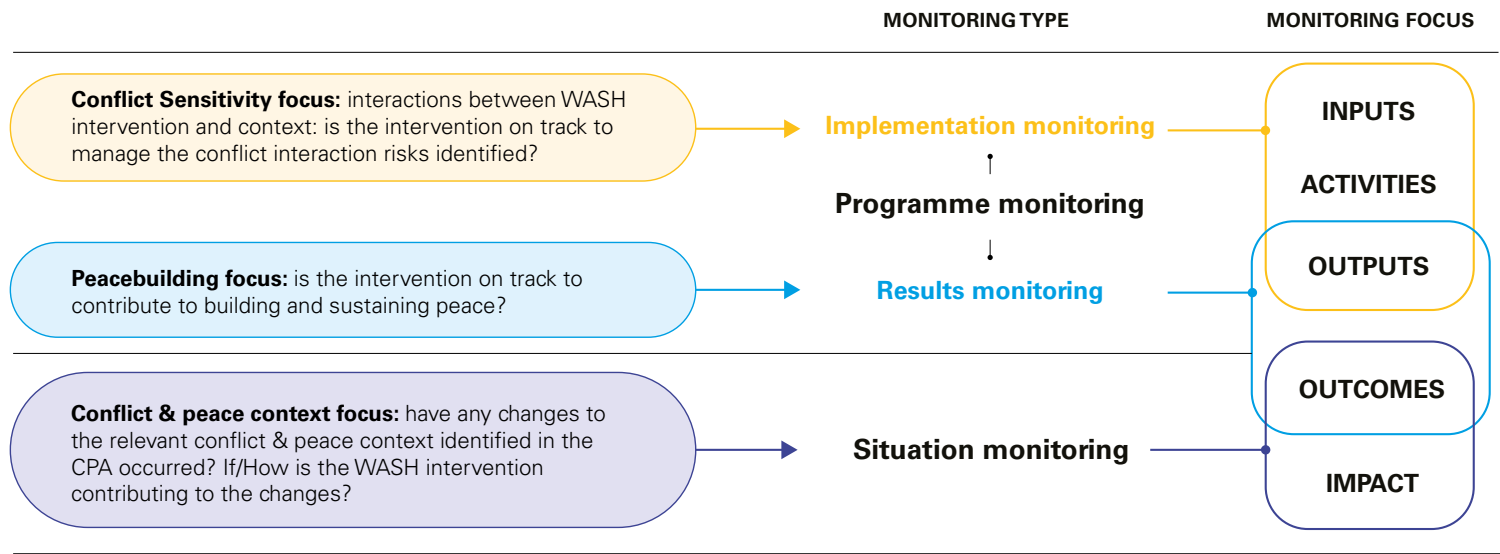 MONITORING TYPE
MONITORING FOCUS
Conflict Sensitivity focus: interactions between WASH
intervention and context: is the intervention on track to
manage the conflict interaction risks identified?
Implementation monitoring
INPUTS
ACTIVITIES
Programme monitoring
Peacebuilding focus: is the intervention on track to
contribute to building and sustaining peace?
Results monitoring
OUTPUTS
Conflict & peace context focus: have any changes to
the relevant conflict & peace context identified in the
CPA occurred? If/How is the WASH intervention
contributing to the changes?
Situation monitoring
OUTCOMES
IMPACT